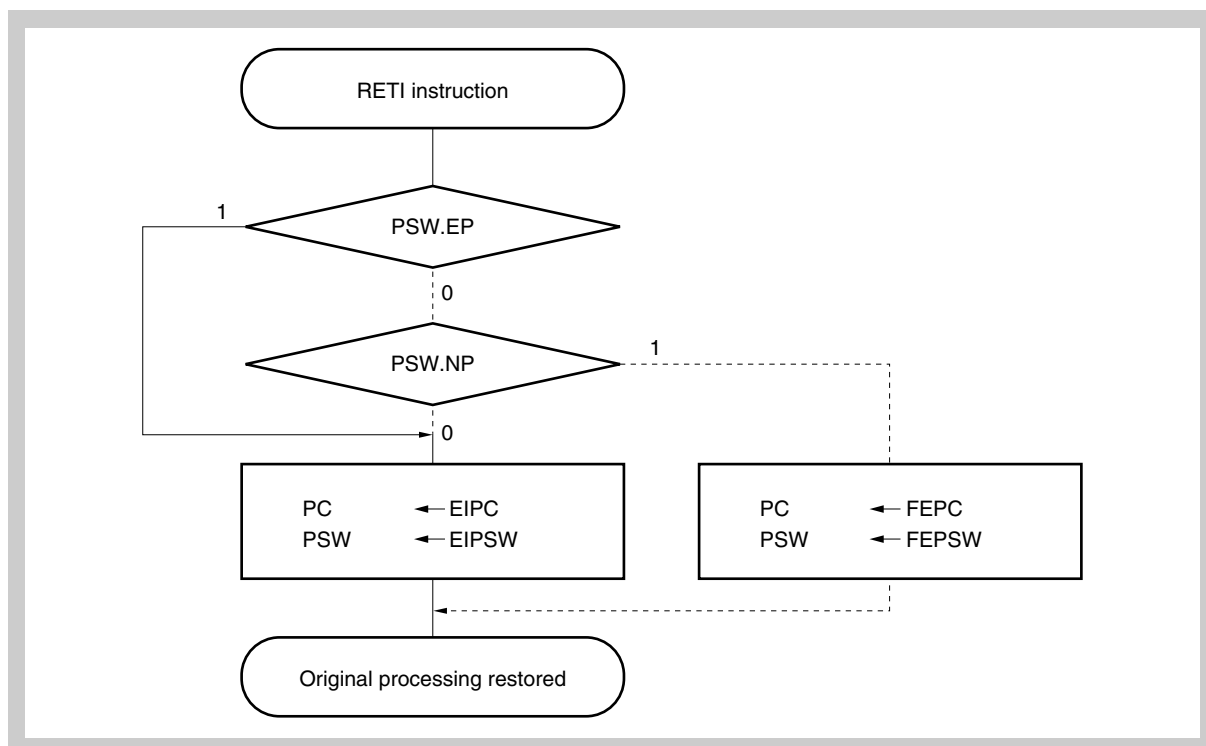 RETI instruction
1
PSW.EP
0
1
PSW.NP
0
PC ← EIPC
PSW ← EIPSW
PC ← FEPC
PSW ← FEPSW
Original processing restored